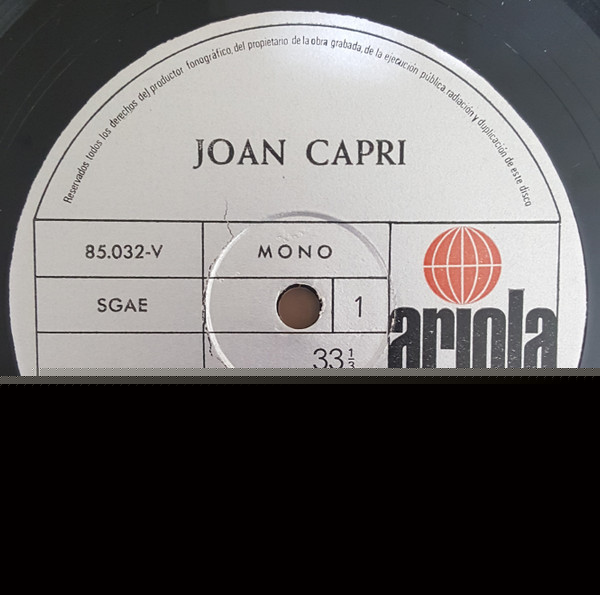 Reservados todos los derechos del productor fonográfico, del propietario de la obra grabada, de la ejecución pública, radiación y duplicación de este disco
JOAN CAPRI
85.032-V
MONO
SGAE
1
ariola
33 1/3